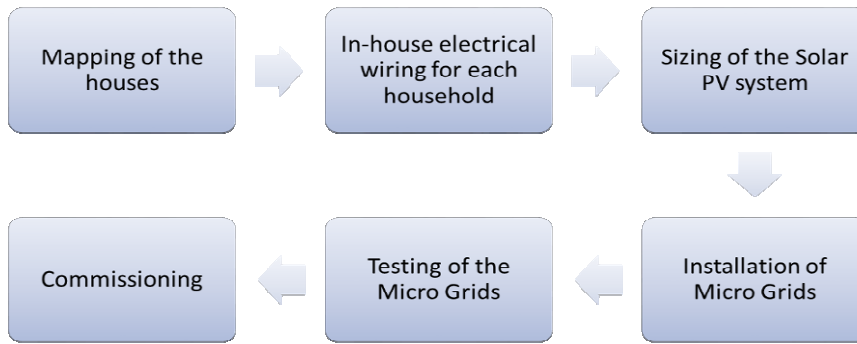 Mapping of the
houses
In-house electrical
wiring for each
household
Sizing of the Solar
PV system
Installation of
Micro Grids
Testing of the
Micro Grids
Commissioning